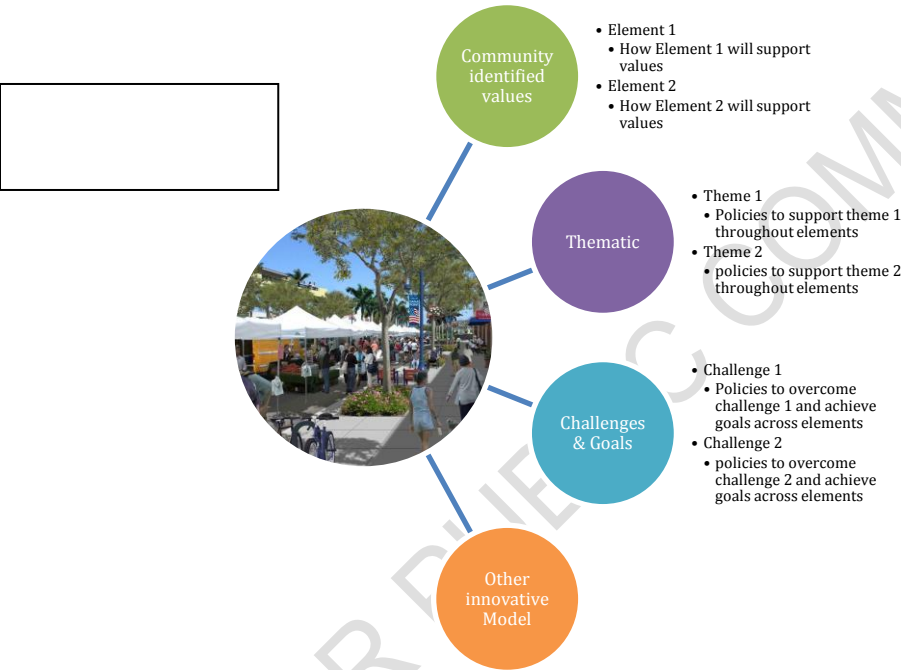 Community
identified
values
• Element 1
• How Element 1 will support
values
• Element 2
• How Element 2 will support
values
Thematic
• Theme 1
• Policies to support theme 1
throughout elements
• Theme 2
• policies to support theme 2
throughout elements
Challenges
& Goals
• Challenge 1
• Policies to overcome
challenge 1 and achieve
goals across elements
• Challenge 2
• policies to overcome
challenge 2 and achieve
goals across elements
Other
innovative
Model